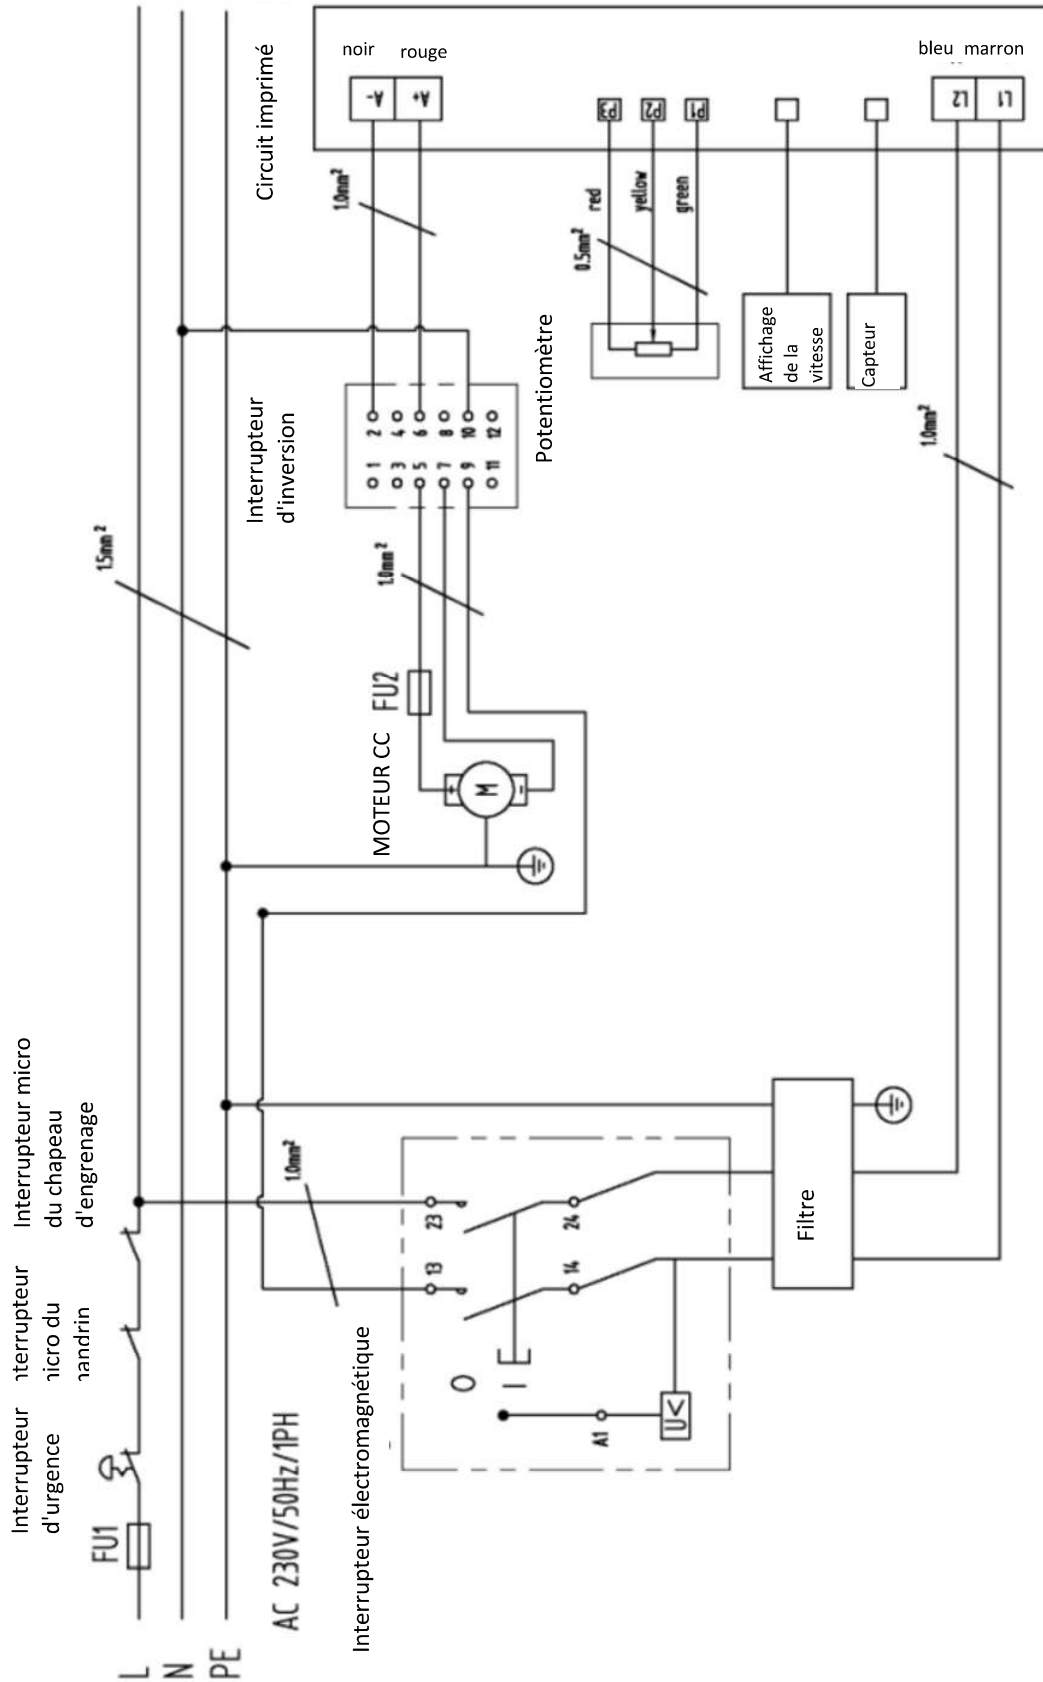 L
N
PE
FU1
Interrupteur
d'urgence
nterrupteur
nicro du
nandrin
Interrupteur micro
du chapeau
d'engrenage
AC 230V/50Hz/1PH
1.5mm²
Interrupteur électromagnétique
1.0mm²
13
23
14
24
O
I
A1
U<
Filtre
MOTEUR CC
M
+
-
FU2
1.0mm²
Interrupteur
d'inversion
1 2
3 4
5 6
7 8
9 10
11 12
Potentiomètre
Circuit imprimé
1.0mm²
noir
rouge
A-
A+
0.5mm²
red
yellow
green
P3
P2
P1
Affichage
de la
vitesse
Capteur
1.0mm²
bleu marron
L2
L1